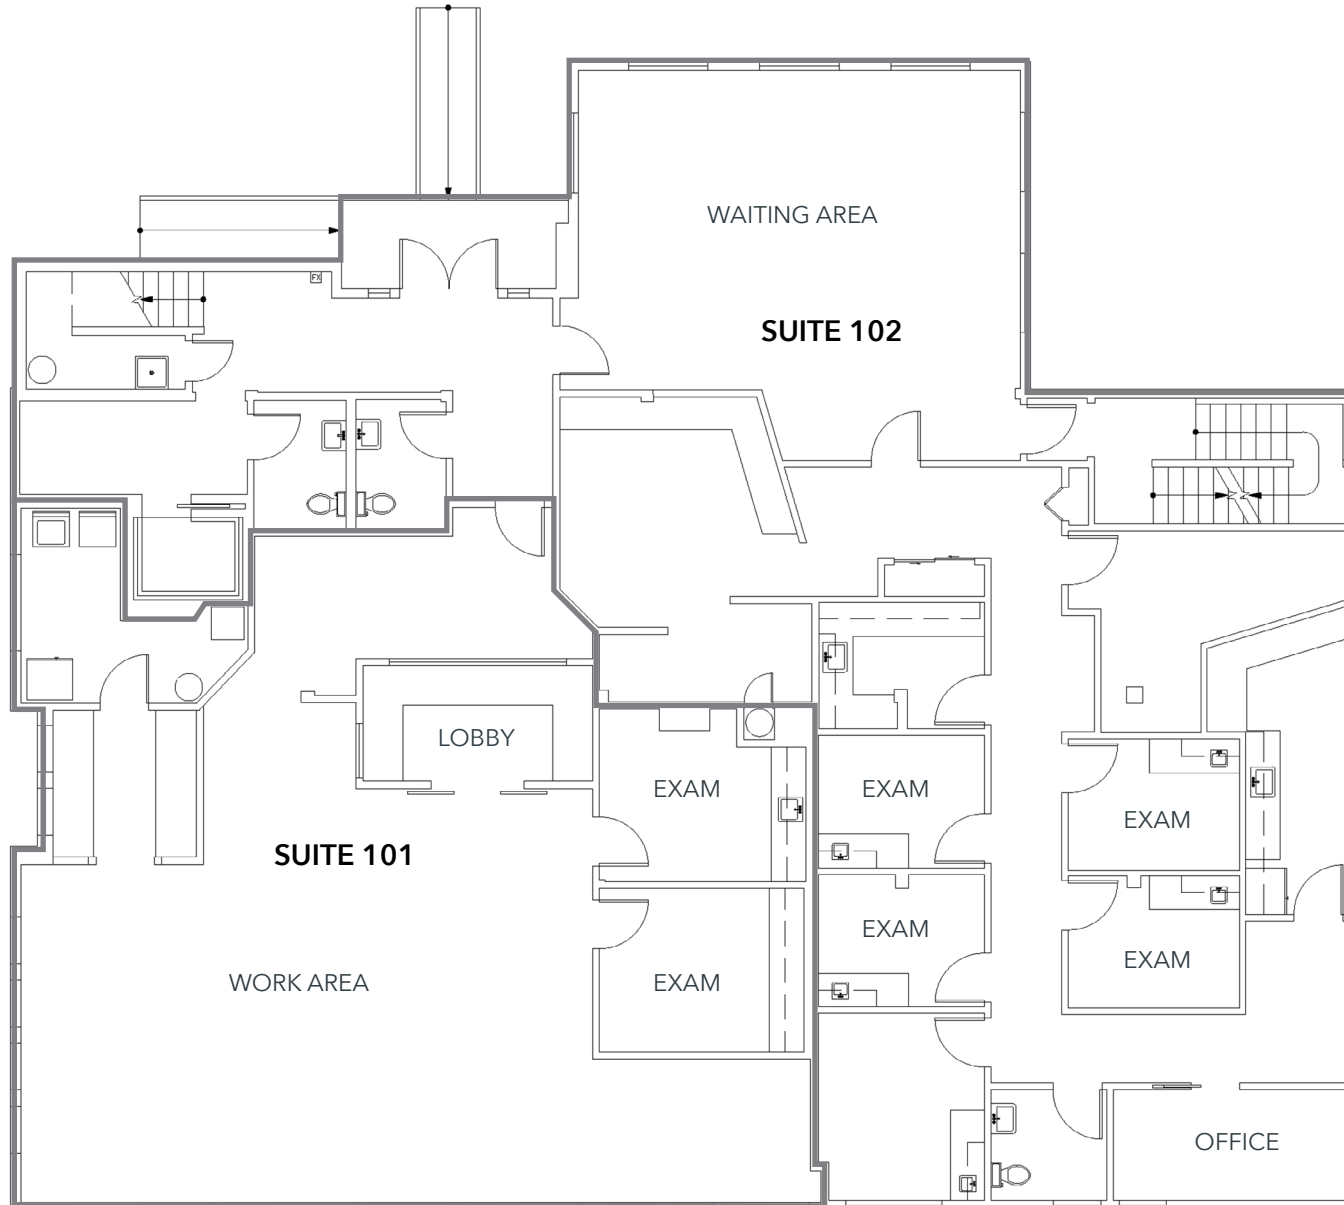 WAITING AREA
FX
SUITE 102
LOBBY
EXAM
EXAM
EXAM
SUITE 101
EXAM
EXAM
WORK AREA
EXAM
EXAM
OFFICE